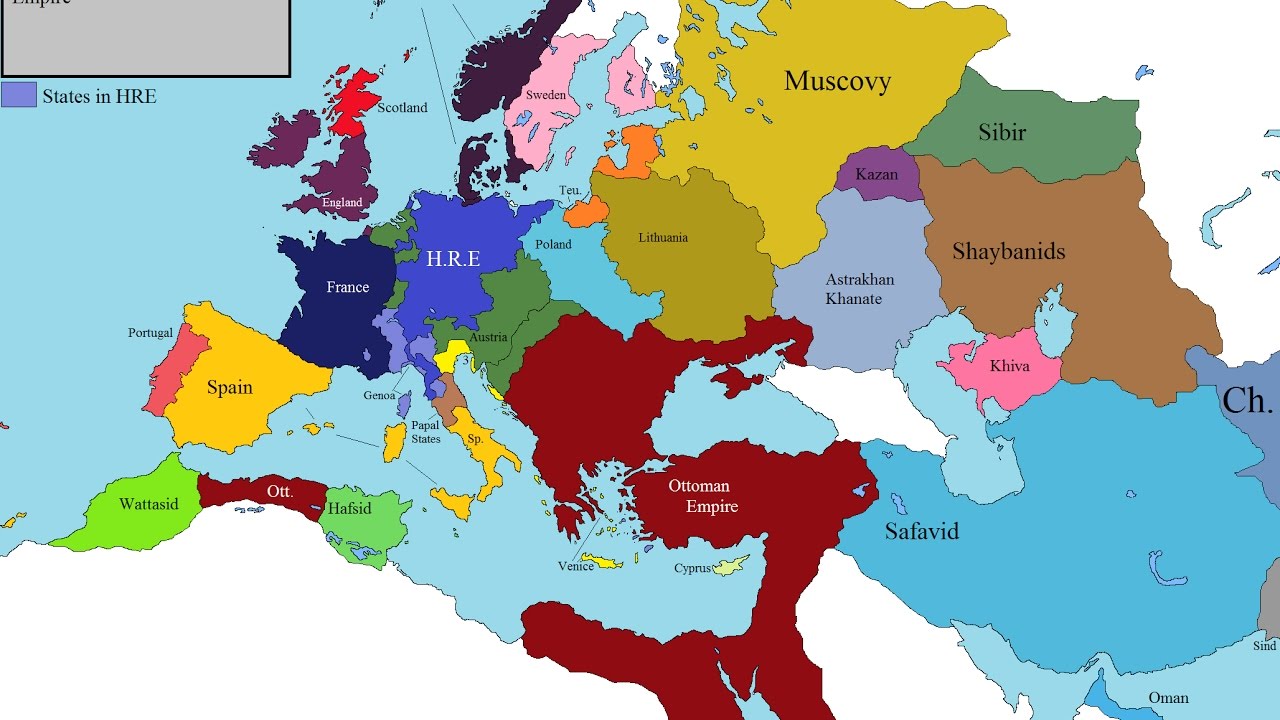 Empire
States in HRE
Scotland
Sweden
Muscovy
Sibir
Kazan
England
Teu.
Lithuania
Poland
H.R.E
France
Shaybanids
Astrakhan
Khanate
Portugal
Austria
Spain
Genoa
Khiva
Ch.
Papal
States
Sp.
Wattasid
Ott.
Hafsid
Ottoman
Empire
Safavid
Venice
Cyprus
Sind
Oman